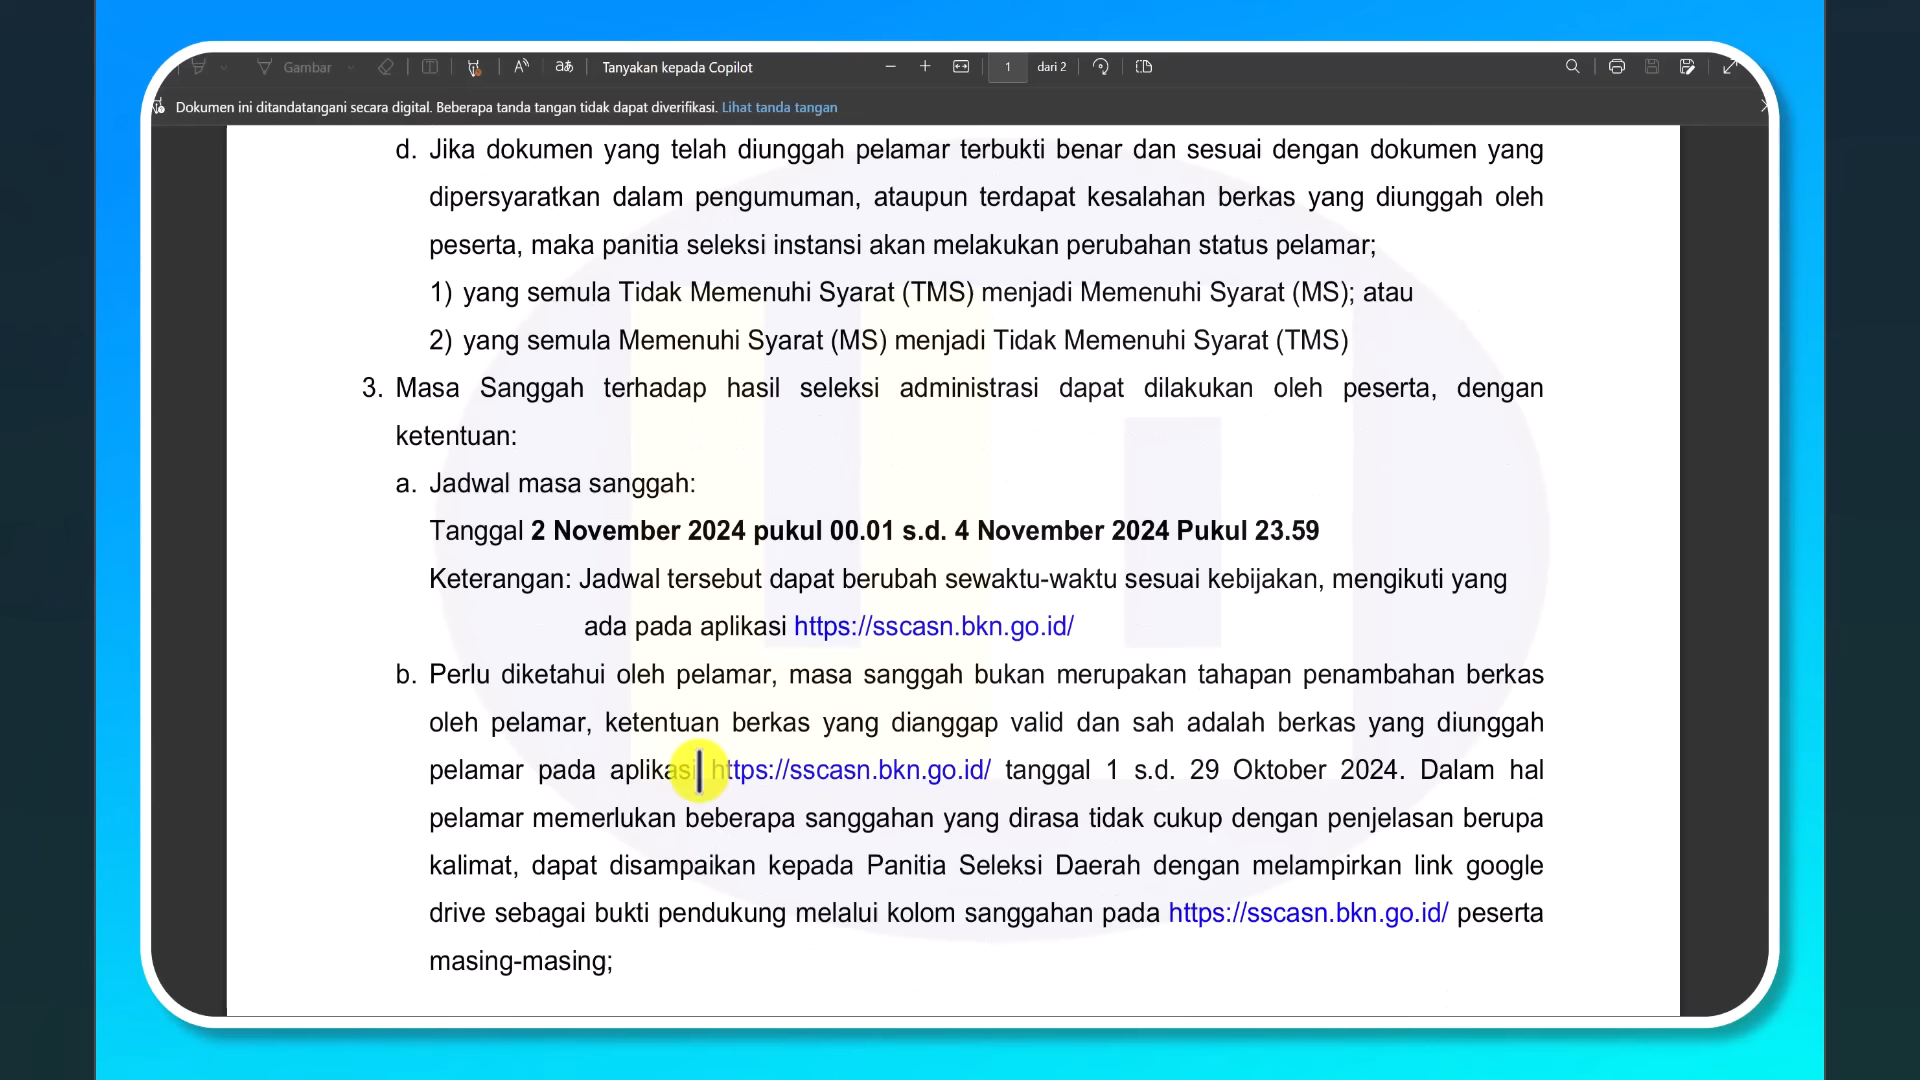 Gambar
Tanyakan kepada Copilot
1 dari 2
Dokumen ini ditandatangani secara digital. Beberapa tanda tangan tidak dapat diverifikasi. Lihat tanda tangan
d. Jika dokumen yang telah diunggah pelamar terbukti benar dan sesuai dengan dokumen yang
dipersyaratkan dalam pengumuman, ataupun terdapat kesalahan berkas yang diunggah oleh
peserta, maka panitia seleksi instansi akan melakukan perubahan status pelamar;
1) yang semula Tidak Memenuhi Syarat (TMS) menjadi Memenuhi Syarat (MS); atau
2) yang semula Memenuhi Syarat (MS) menjadi Tidak Memenuhi Syarat (TMS)
3. Masa Sanggah terhadap hasil seleksi administrasi dapat dilakukan oleh peserta, dengan
ketentuan:
a. Jadwal masa sanggah:
Tanggal 2 November 2024 pukul 00.01 s.d. 4 November 2024 Pukul 23.59
Keterangan: Jadwal tersebut dapat berubah sewaktu-waktu sesuai kebijakan, mengikuti yang
ada pada aplikasi https://sscasn.bkn.go.id/
b. Perlu diketahui oleh pelamar, masa sanggah bukan merupakan tahapan penambahan berkas
oleh pelamar, ketentuan berkas yang dianggap valid dan sah adalah berkas yang diunggah
pelamar pada aplikasi https://sscasn.bkn.go.id/ tanggal 1 s.d. 29 Oktober 2024. Dalam hal
pelamar memerlukan beberapa sanggahan yang dirasa tidak cukup dengan penjelasan berupa
kalimat, dapat disampaikan kepada Panitia Seleksi Daerah dengan melampirkan link google
drive sebagai bukti pendukung melalui kolom sanggahan pada https://sscasn.bkn.go.id/ peserta
masing-masing;